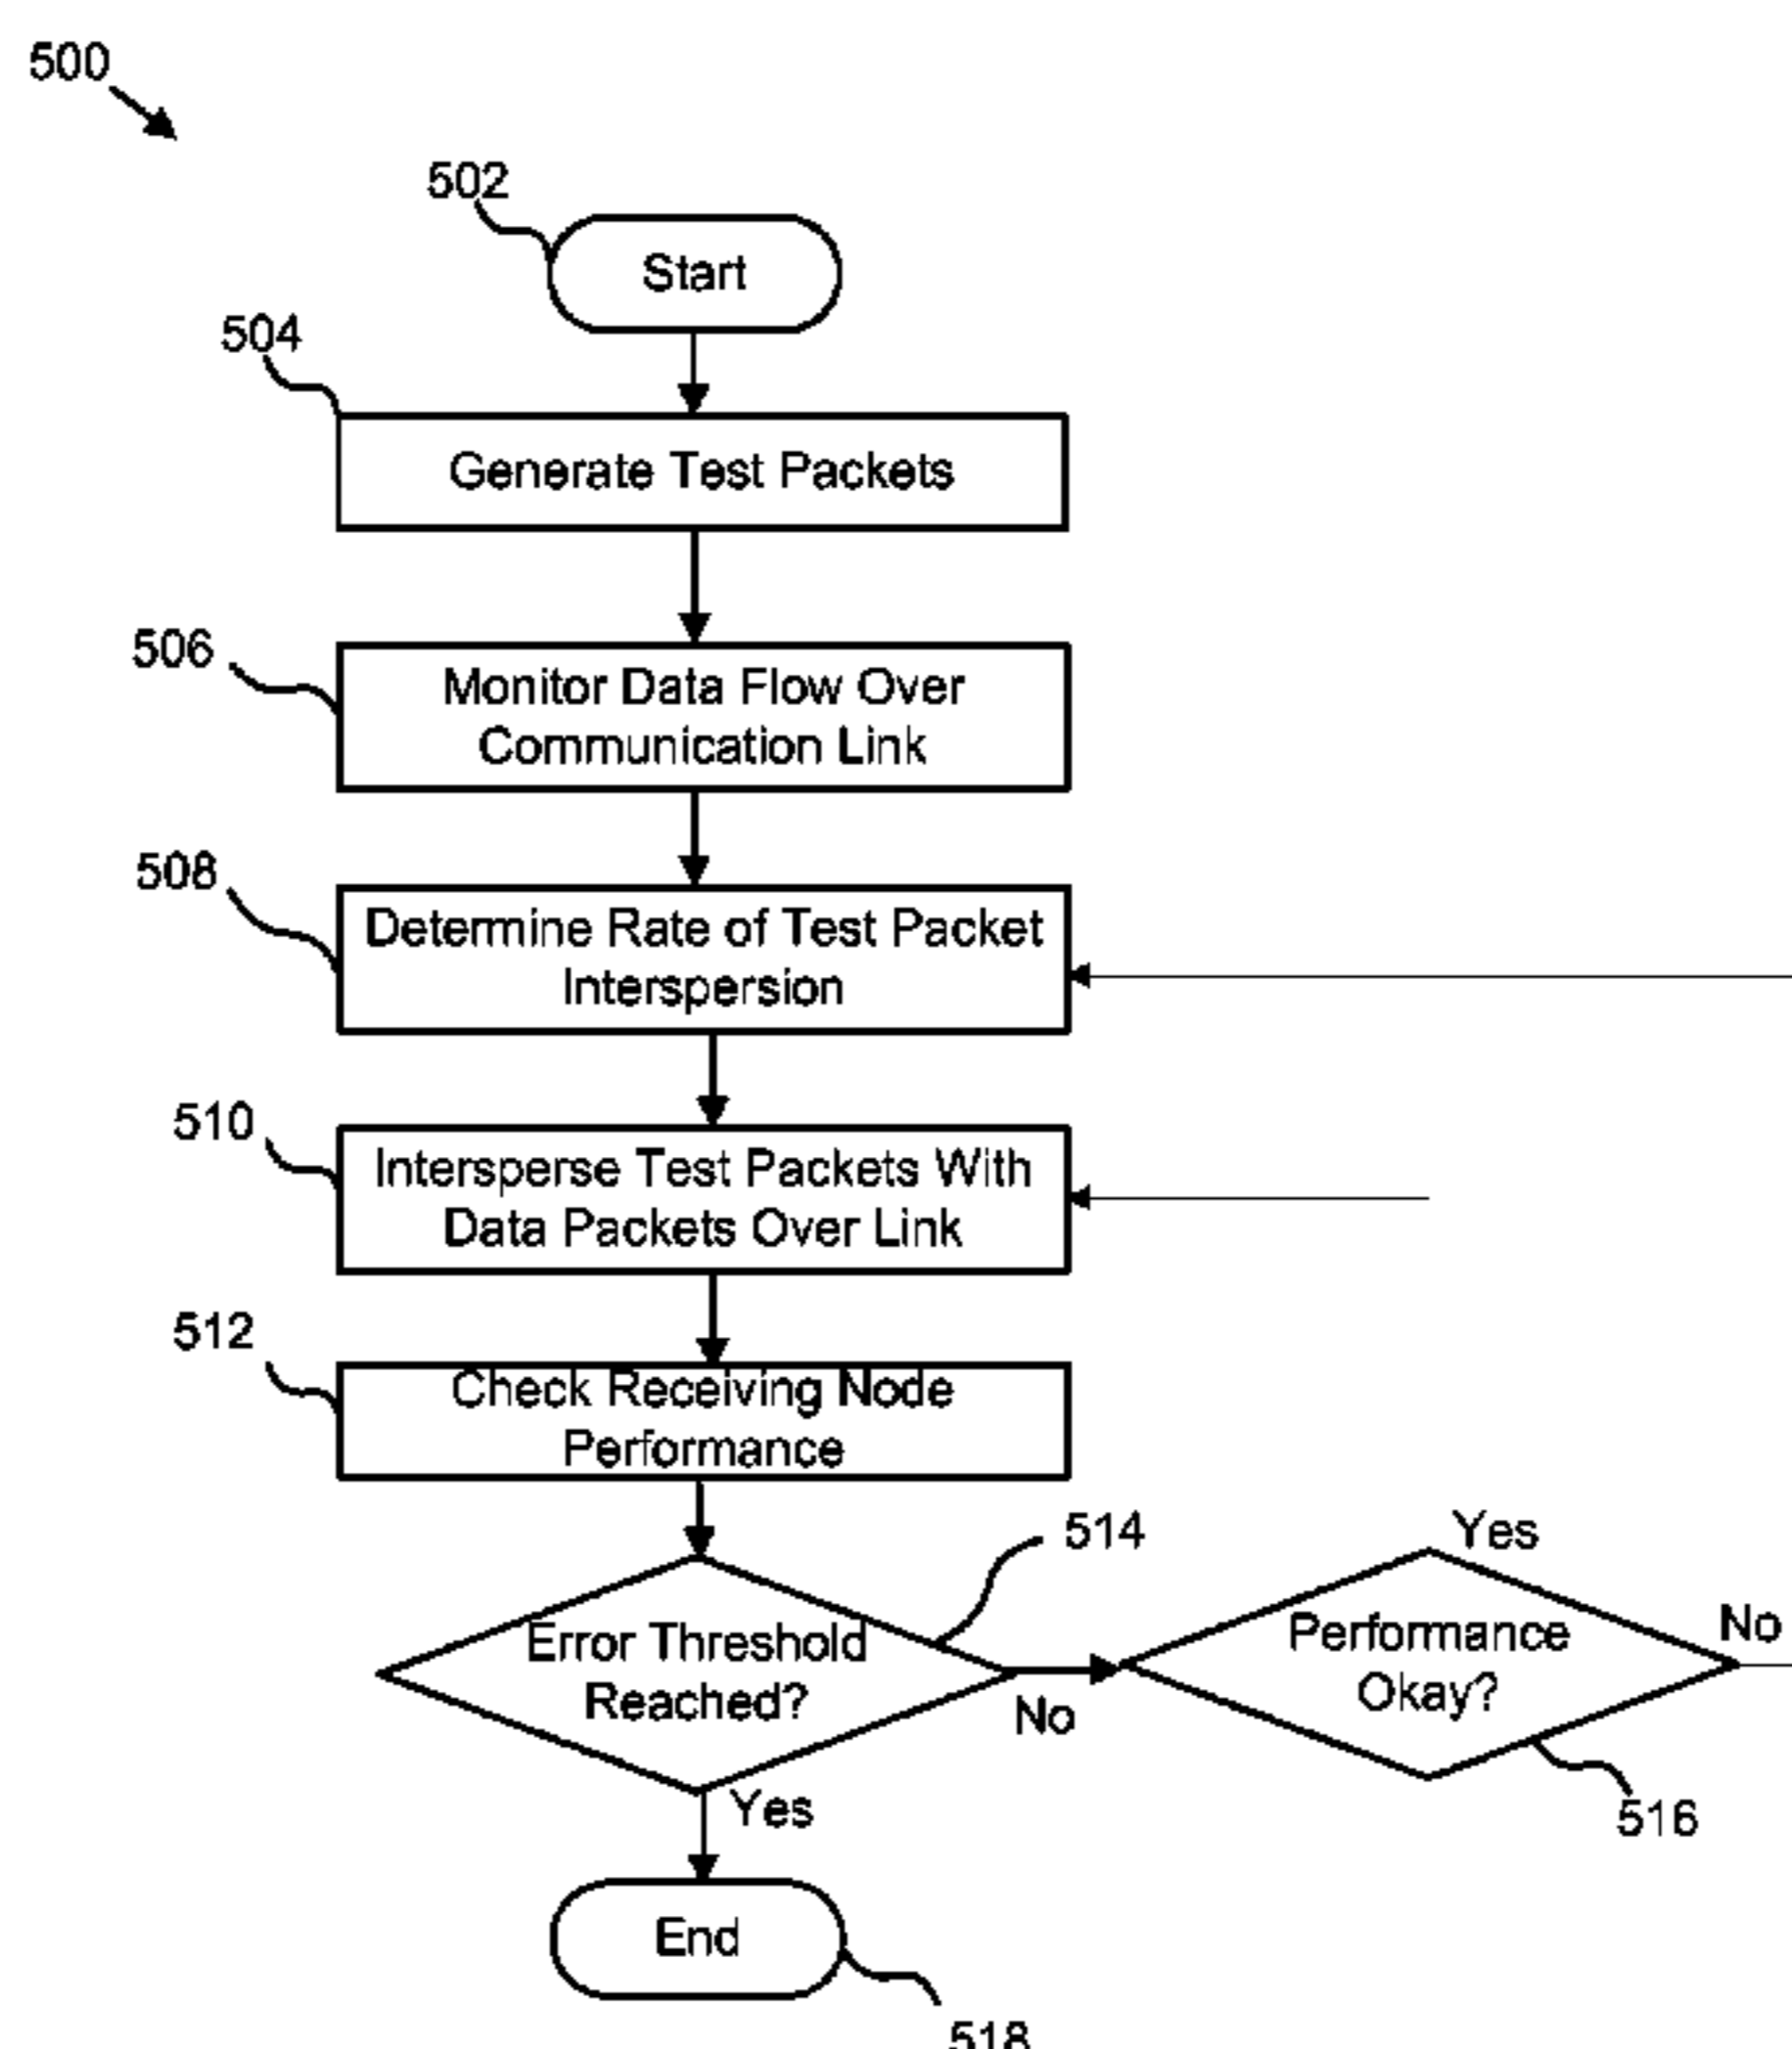 500
502
Start
504
Generate Test Packets
506
Monitor Data Flow Over
Communication Link
508
Determine Rate of Test Packet
Interspersion
510
Intersperse Test Packets With
Data Packets Over Link
512
Check Receiving Node
Performance
514
Error Threshold
Reached?
No
Yes
Performance
Okay?
No
516
Yes
End
518